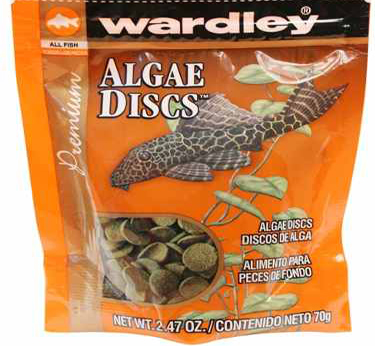 wardley®
ALL FISH
ALGAE
DISCS™
Premium
ALGAE DISCS
DISCOS DE ALGA
ALIMENTO PARA
PECES DE FONDO
NET WT. 2.47 OZ. / CONTENIDO NETO 70g